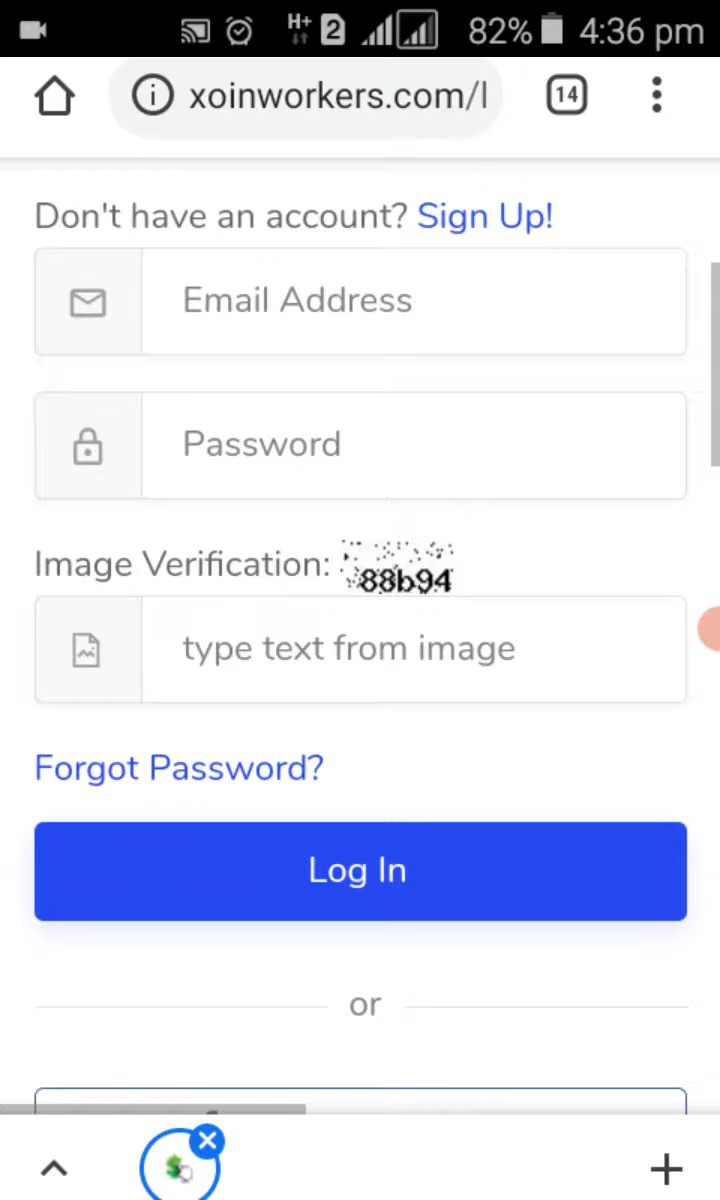 H+ 2 82% 4:36 pm
xoinworkers.com/l 14
Don't have an account? Sign Up!
Email Address
Password
Image Verification: 88b94
type text from image
Forgot Password?
Log In
or